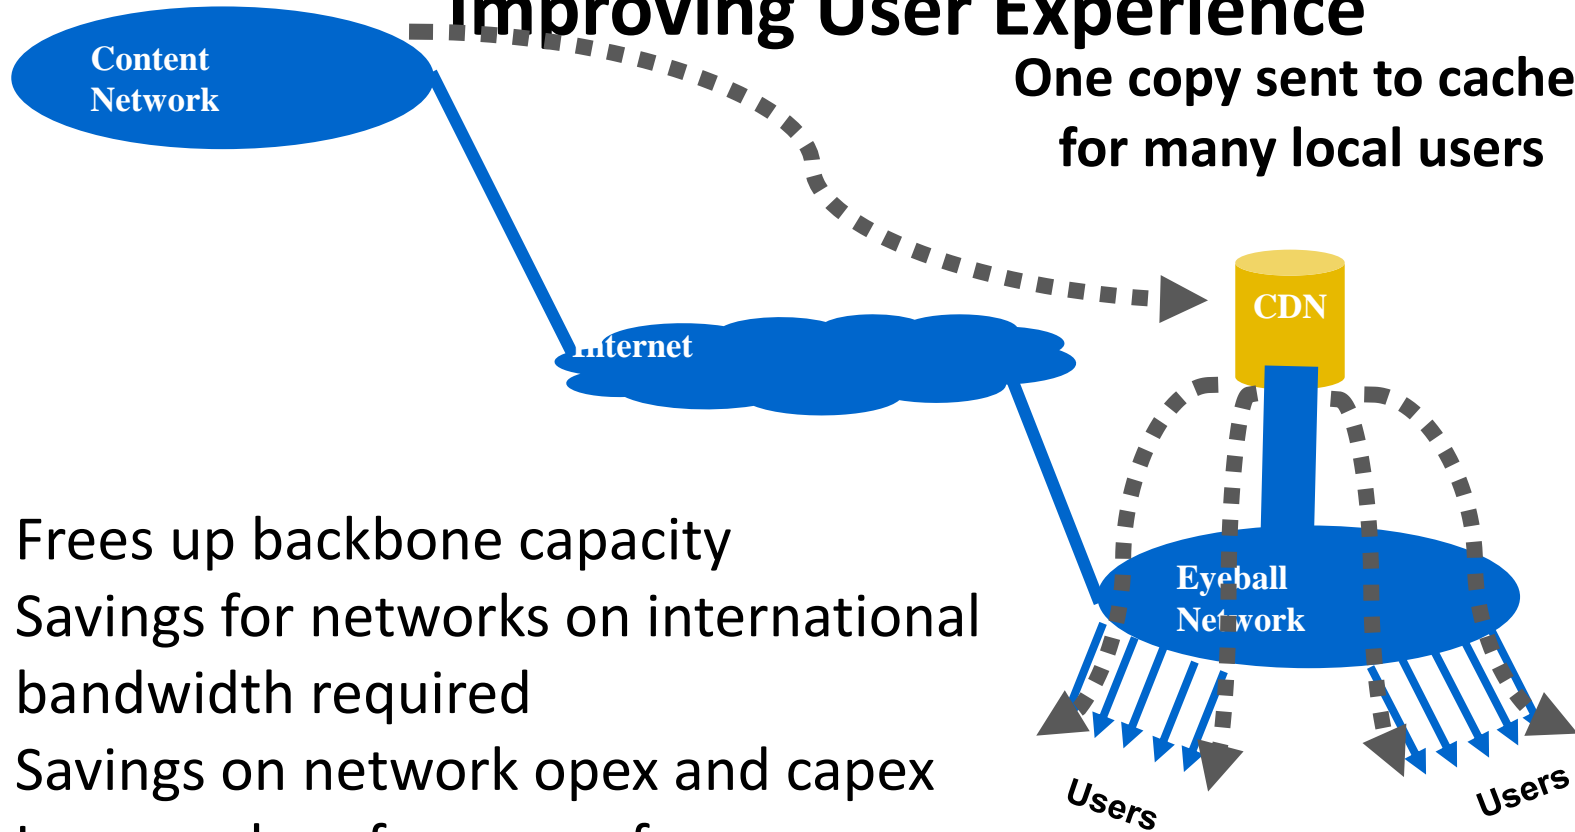 Improving User Experience
Content
Network
One copy sent to cache
for many local users
CDN
Internet
Frees up backbone capacity
Savings for networks on international
bandwidth required
Savings on network opex and capex
Eyeball
Network
Users
Users